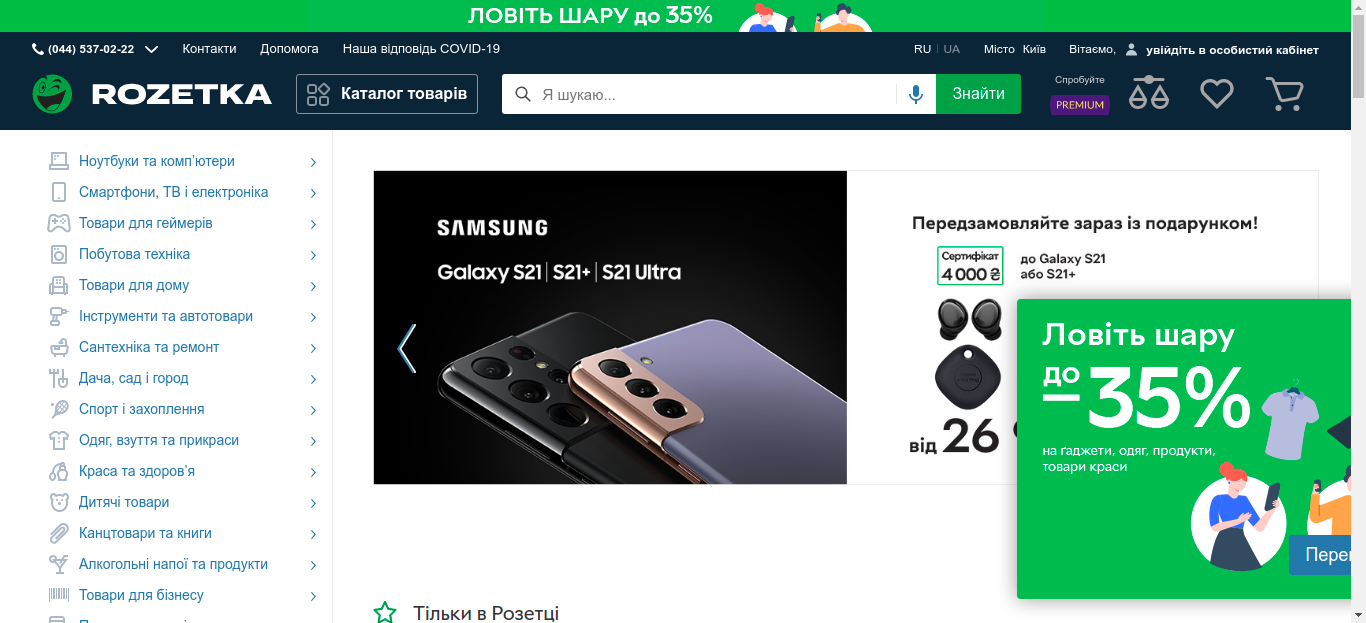 ЛОВІТЬ ШАРУ до 35%
(044) 537-02-22
Контакти
Допомога
Наша відповідь COVID-19
RU
UA
Місто Київ
Вітаємо,
увійдіть в особистий кабінет
ROZETKA
Каталог товарів
Я шукаю...
Знайти
Спробуйте
PREMIUM
Ноутбуки та комп'ютери
Смартфони, ТВ і електроніка
Товари для геймерів
Побутова техніка
Товари для дому
Інструменти та автотовари
Сантехніка та ремонт
Дача, сад і город
Спорт і захоплення
Одяг, взуття та прикраси
Краса та здоров'я
Дитячі товари
Канцтовари та книги
Алкогольні напої та продукти
Товари для бізнесу
SAMSUNG
Galaxy S21 | S21+ | S21 Ultra
Передзамовляйте зараз із подарунком!
Сертифікат
4 000 ₴
до Galaxy S21
або S21+
від 26
Ловіть шару
до
–35%
на ґаджети, одяг, продукти,
товари краси
Тільки в Розетці